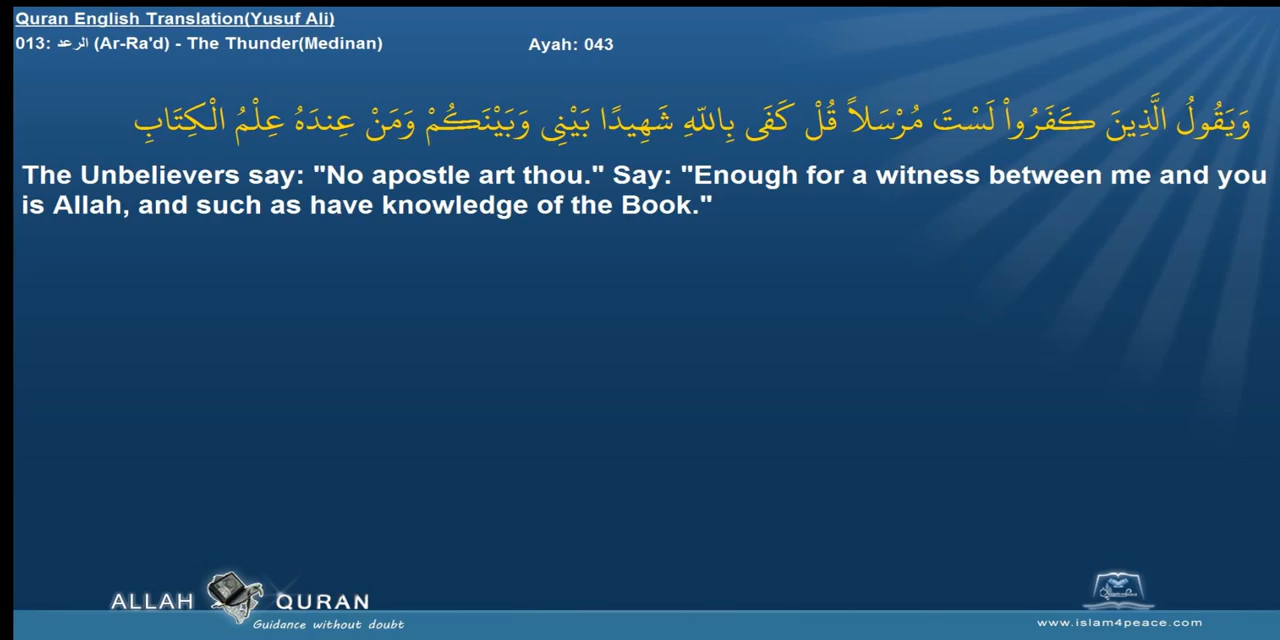 Quran English Translation(Yusuf Ali)
013: الرعد (Ar-Ra'd) - The Thunder(Medinan) Ayah: 043
وَيَقُولُ الَّذِينَ كَفَرُواْ لَسْتَ مُرْسَلاً قُلْ كَفَى بِاللّهِ شَهِيدًا بَيْنِي وَبَيْنَكُمْ وَمَنْ عِندَهُ عِلْمُ الْكِتَابِ
The Unbelievers say: "No apostle art thou." Say: "Enough for a witness between me and you
is Allah, and such as have knowledge of the Book."
ALLAH QURAN
Guidance without doubt
www.islam4peace.com